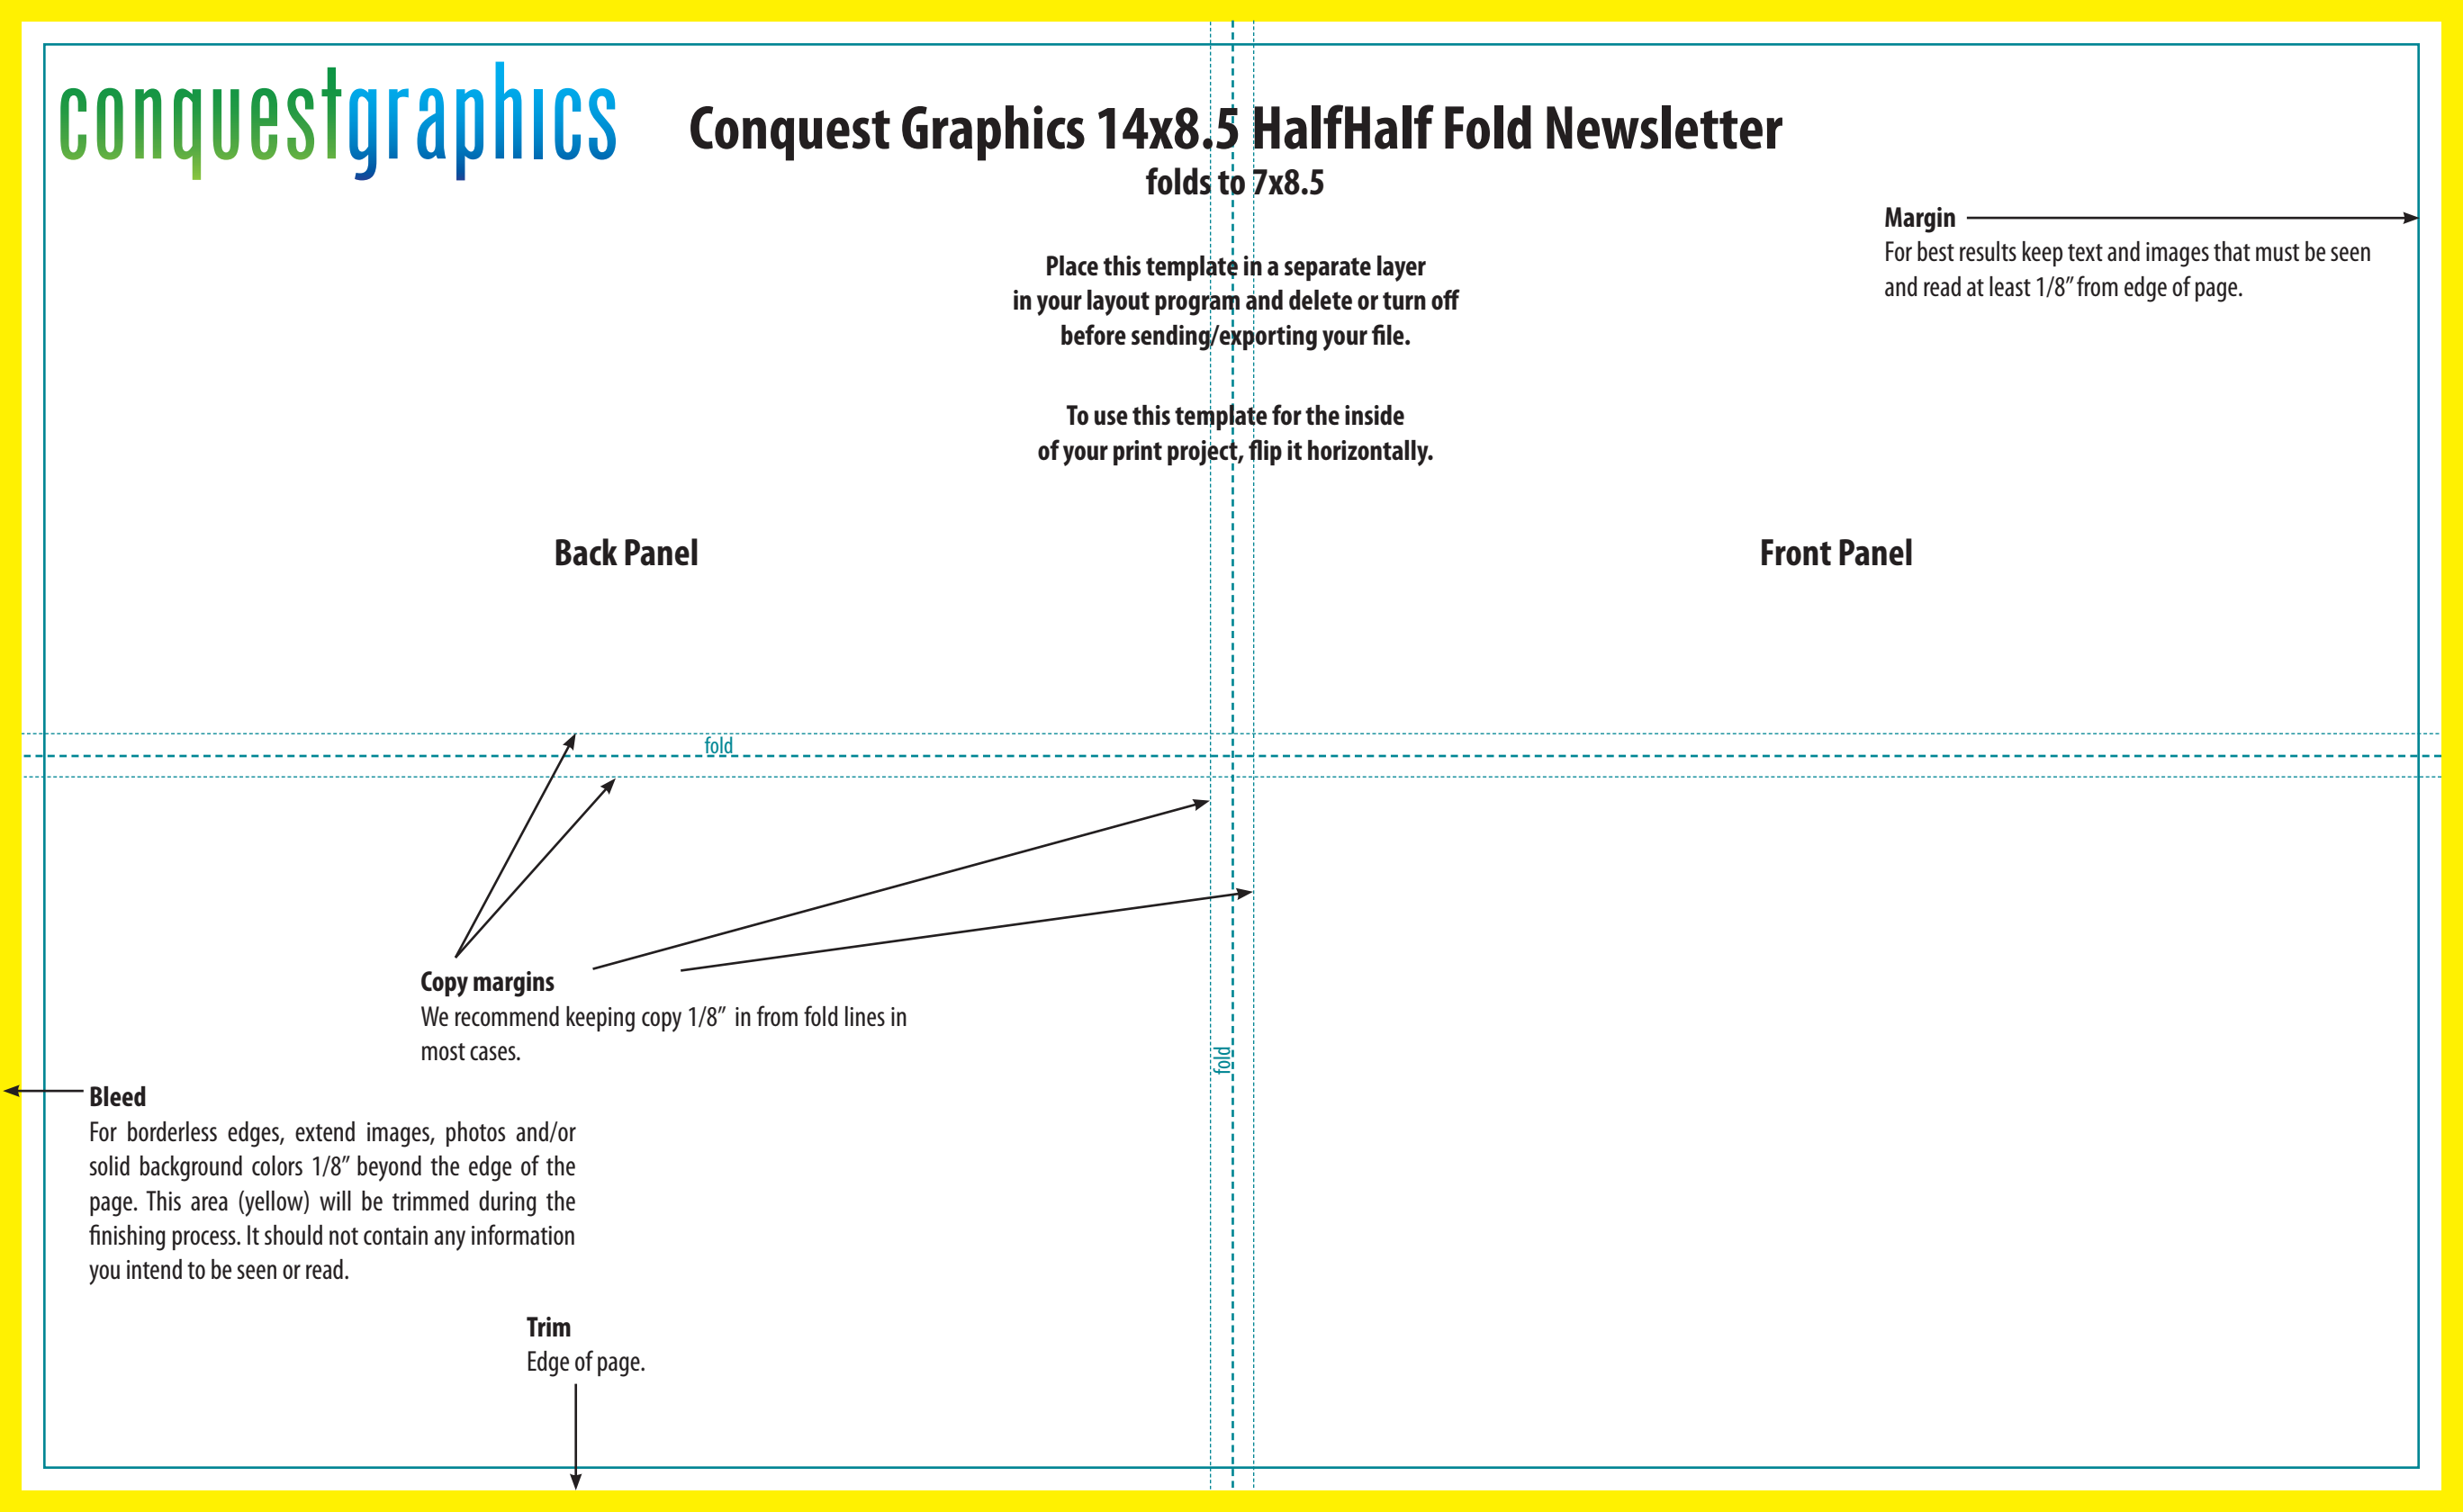 conquestgraphics
Conquest Graphics 14x8.5 HalfHalf Fold Newsletter
folds to 7x8.5
Margin
For best results keep text and images that must be seen
and read at least 1/8” from edge of page.
Place this template in a separate layer
in your layout program and delete or turn off
before sending/exporting your file.
To use this template for the inside
of your print project, flip it horizontally.
Back Panel
Front Panel
fold
Copy margins
We recommend keeping copy 1/8” in from fold lines in
most cases.
fold
Bleed
For borderless edges, extend images, photos and/or
solid background colors 1/8” beyond the edge of the
page. This area (yellow) will be trimmed during the
finishing process. It should not contain any information
you intend to be seen or read.
Trim
Edge of page.